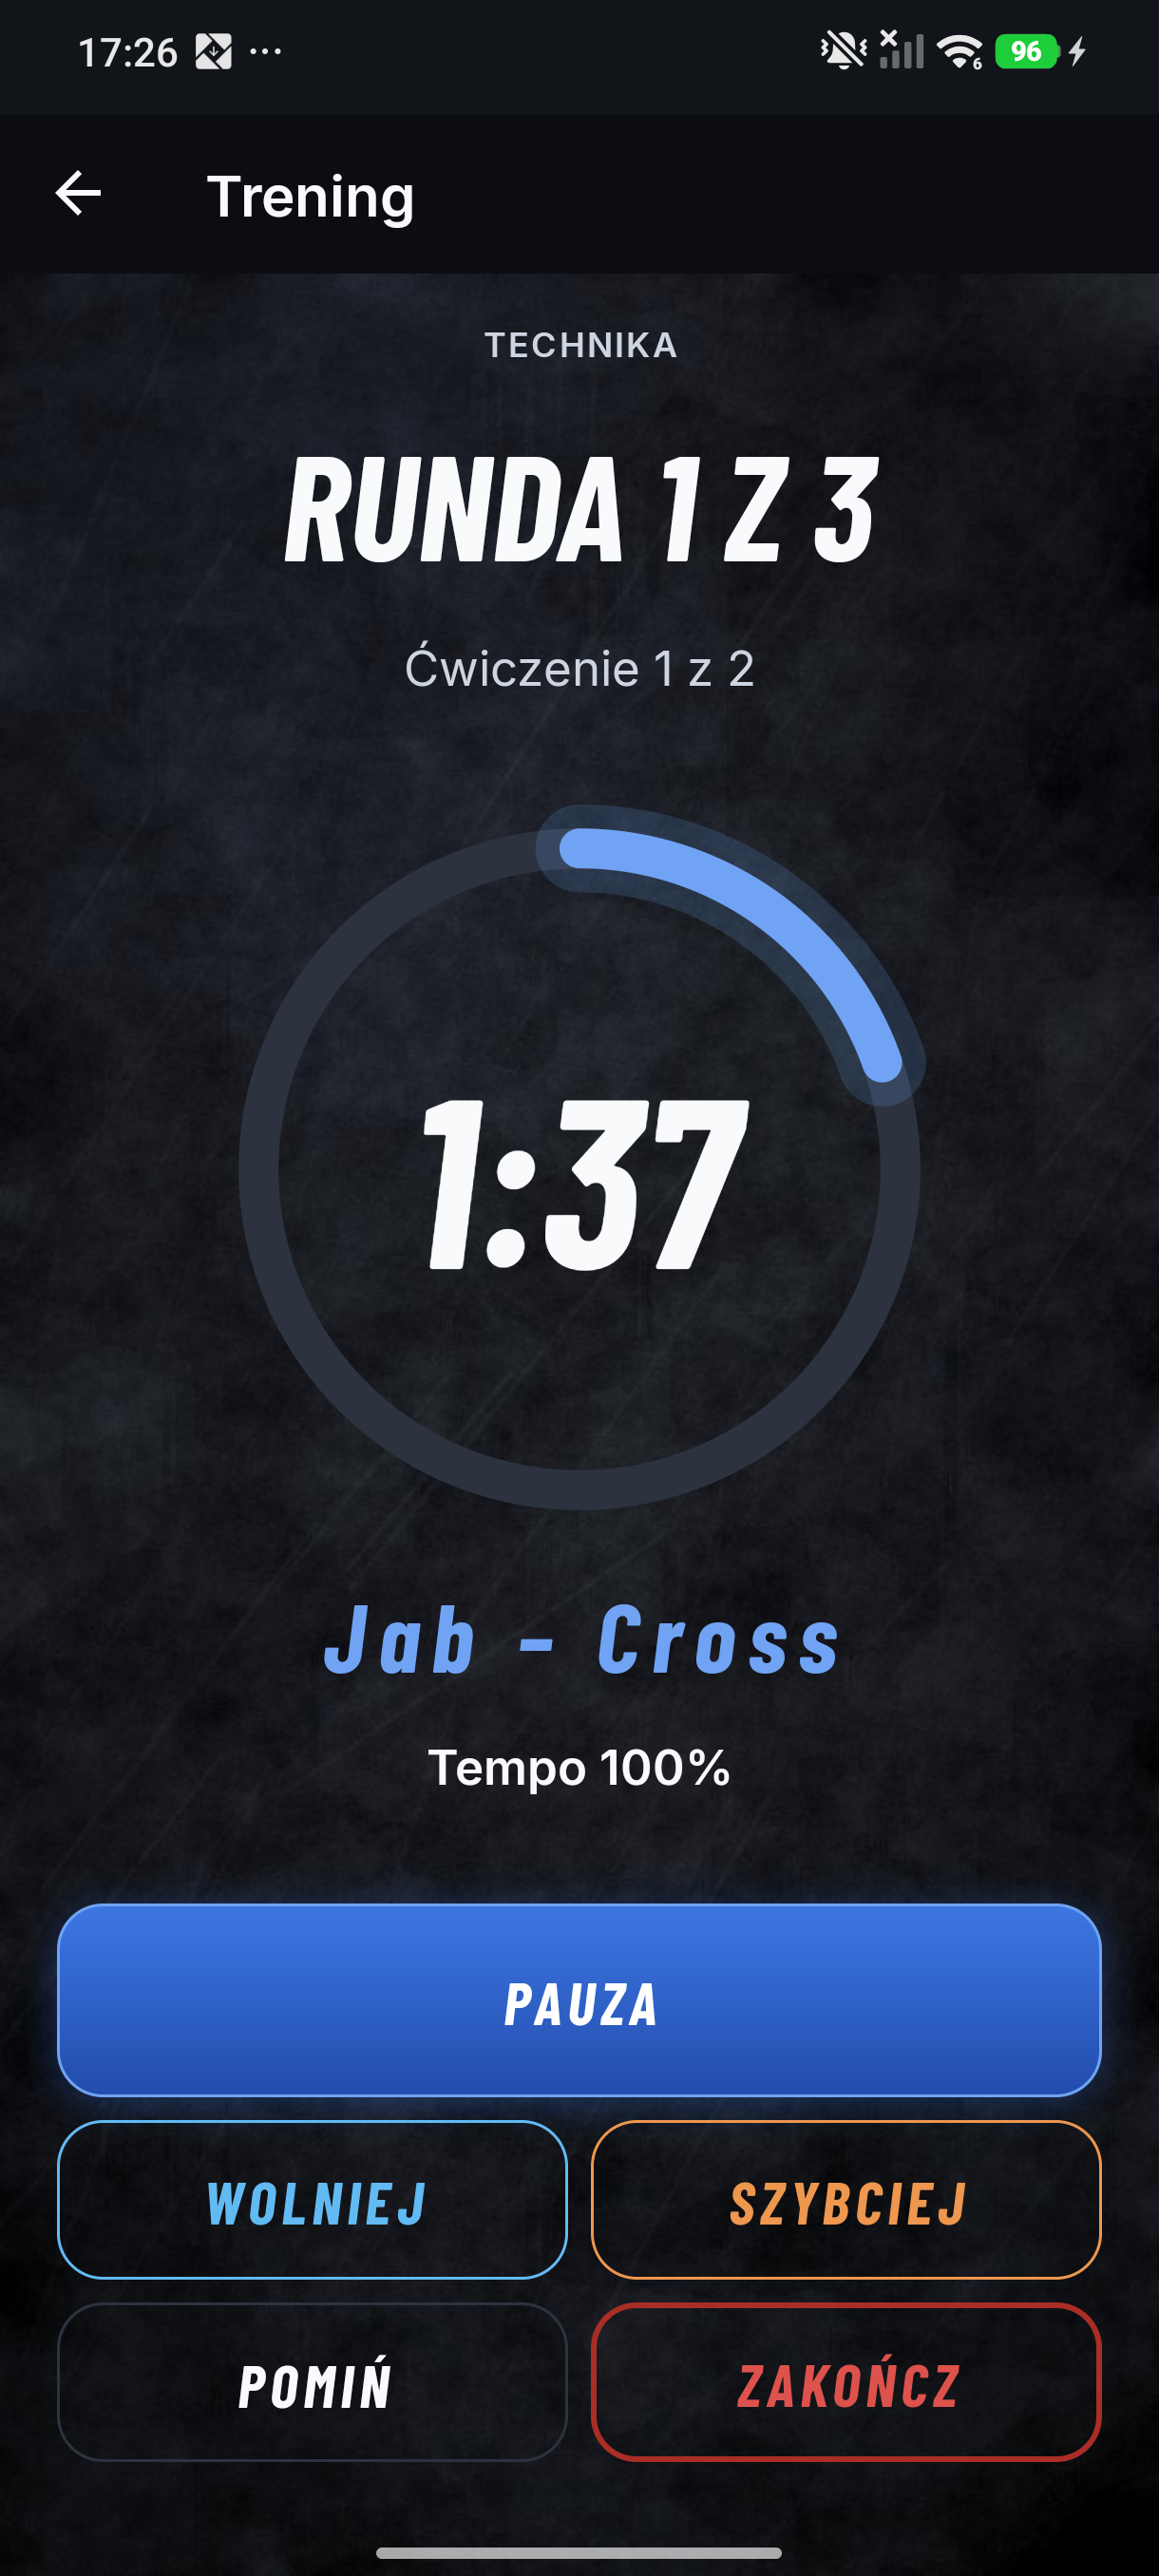 17:26
6
96
Trening
TECHNIKA
RUNDA 1 Z 3
Ćwiczenie 1 z 2
1:37
Jab – Cross
Tempo 100%
PAUZA
WOLNIEJ
SZYBCIEJ
POMIŃ
ZAKOŃCZ